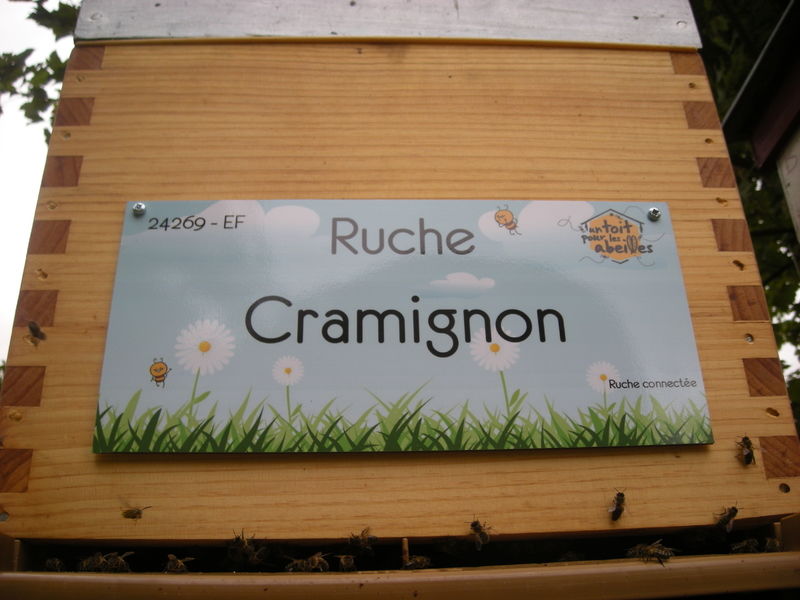 24269 - EF
Ruche
un toit
pour les
abeilles
Cramignon
Ruche connectée